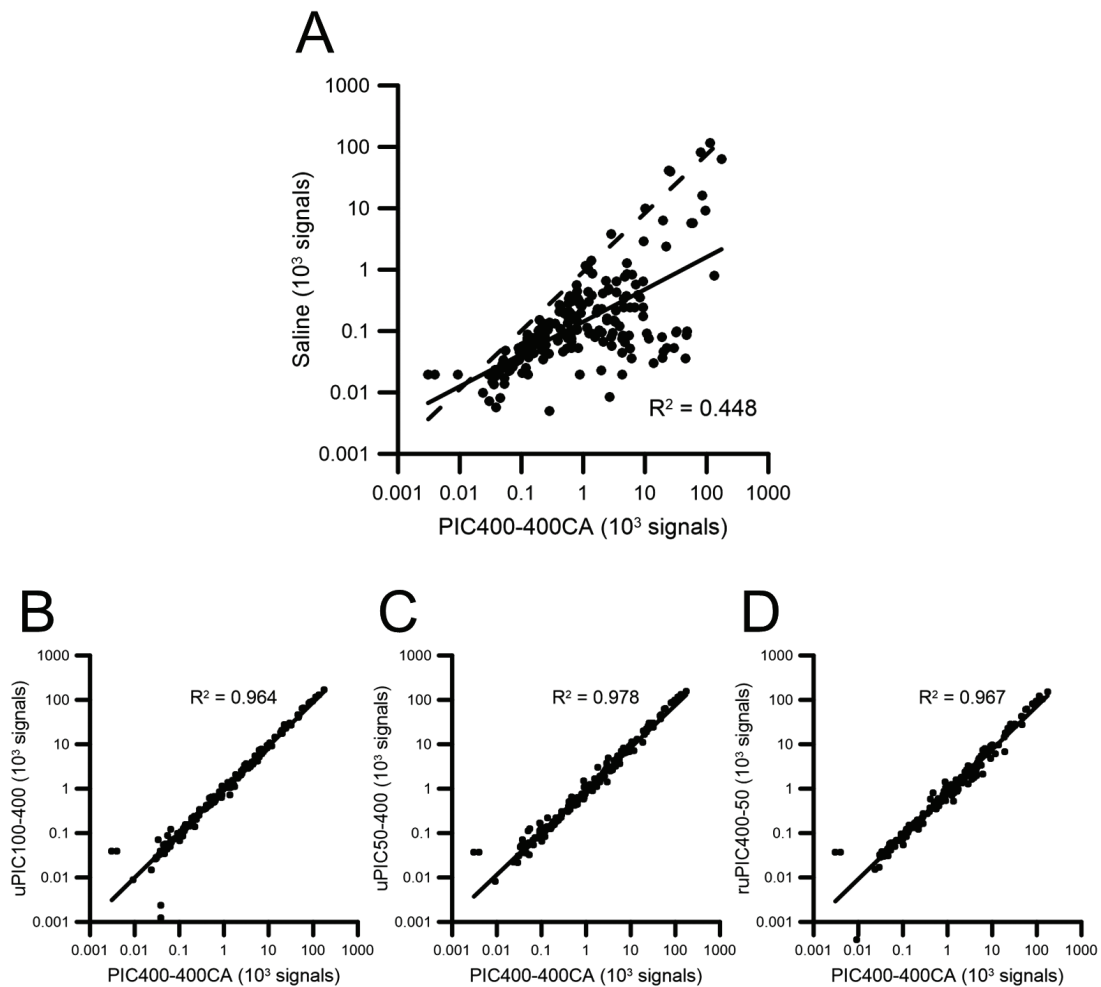 A
1000
100
10
1
0.1
0.01
0.001
Saline (10³ signals)
R² = 0.448
0.001 0.01 0.1 1 10 100 1000
PIC400-400CA (10³ signals)
B
1000
100
10
1
0.1
0.01
0.001
uPIC100-400 (10³ signals)
R² = 0.964
0.001 0.01 0.1 1 10 100 1000
PIC400-400CA (10³ signals)
C
1000
100
10
1
0.1
0.01
0.001
uPIC50-400 (10³ signals)
R² = 0.978
0.001 0.01 0.1 1 10 100 1000
PIC400-400CA (10³ signals)
D
1000
100
10
1
0.1
0.01
0.001
ruPIC400-50 (10³ signals)
R² = 0.967
0.001 0.01 0.1 1 10 100 1000
PIC400-400CA (10³ signals)